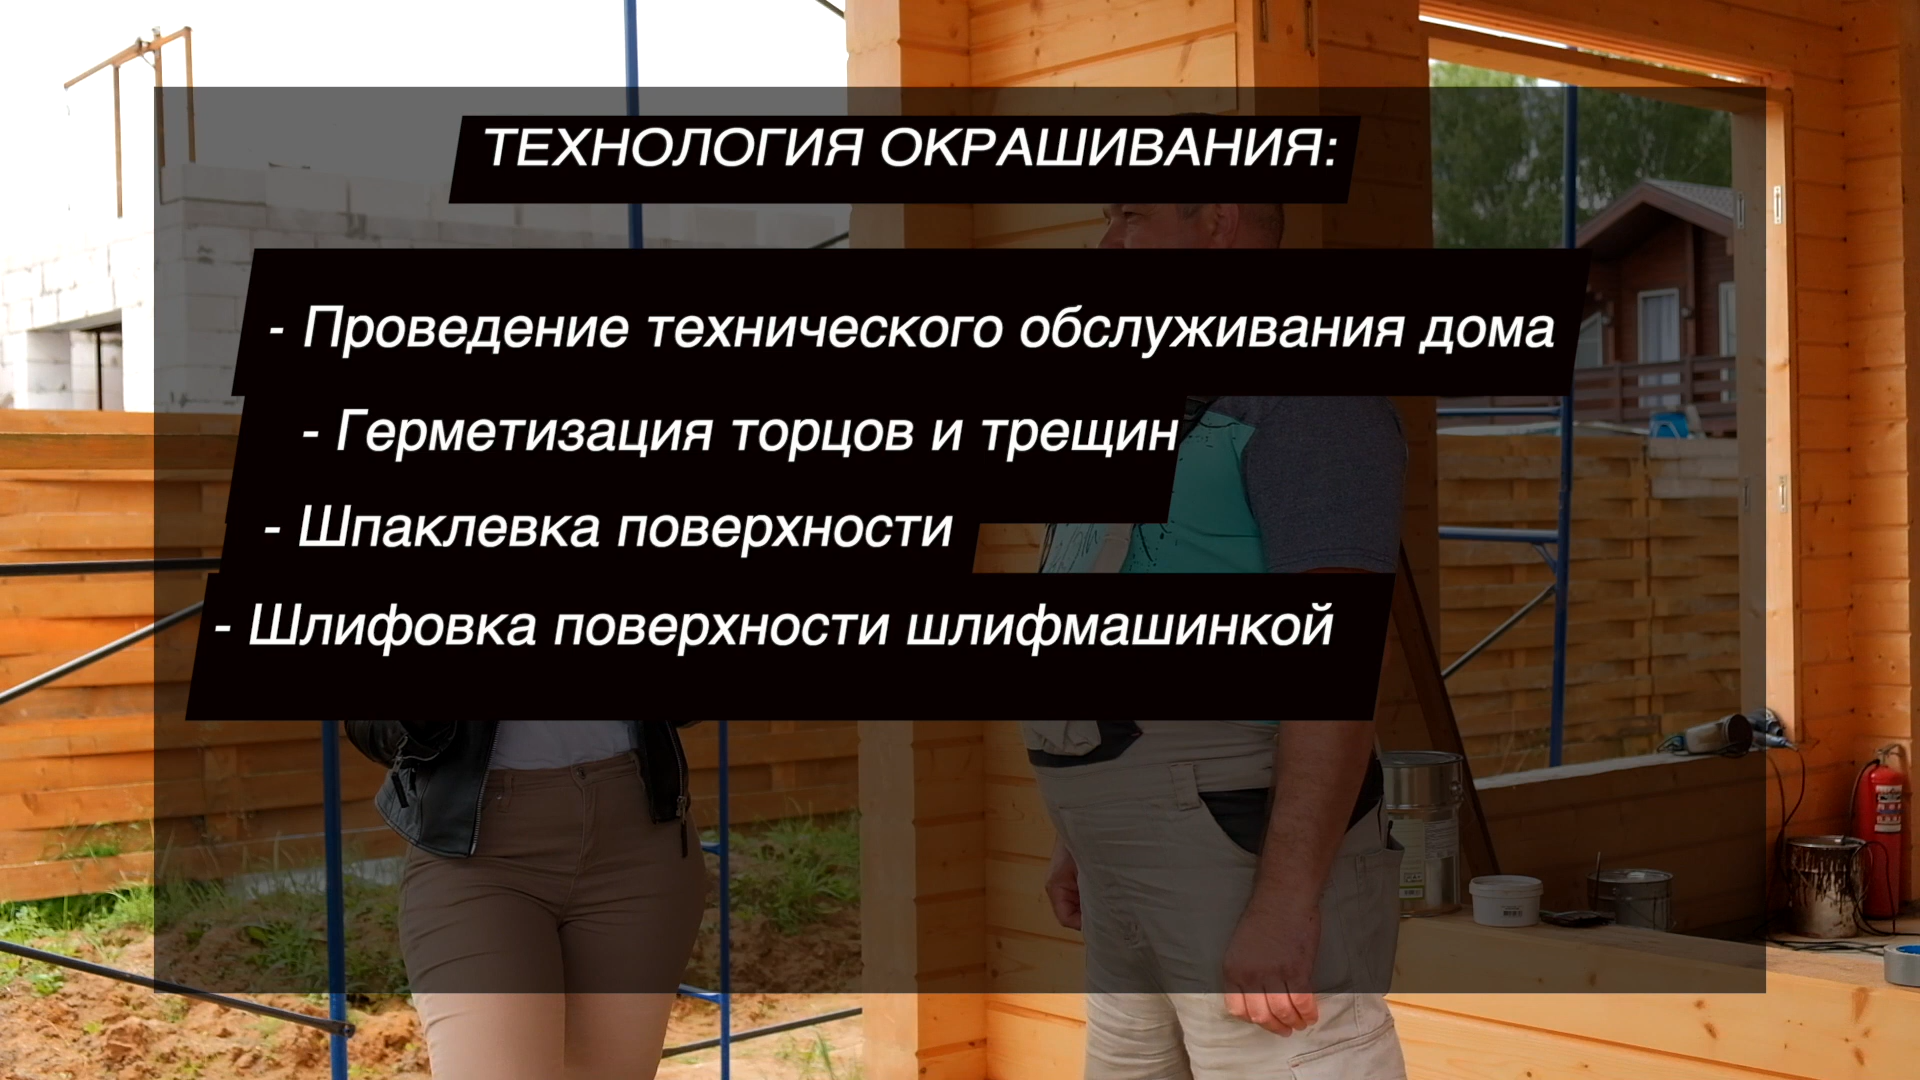 ТЕХНОЛОГИЯ ОКРАШИВАНИЯ:
- Проведение технического обслуживания дома
- Герметизация торцов и трещин
- Шпаклевка поверхности
- Шлифовка поверхности шлифмашинкой